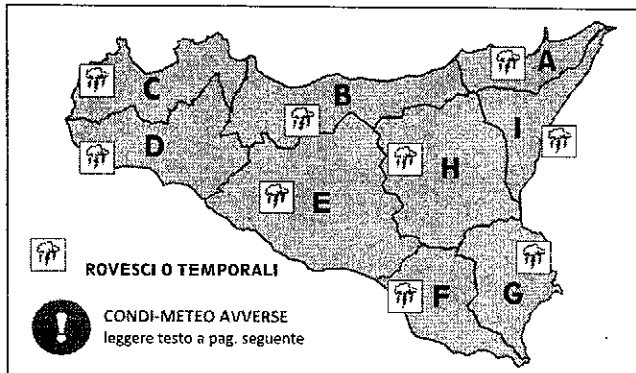 A
C
B
I
D
H
E
F
G
ROVESCI O TEMPORALI
!
CONDI-METEO AVVERSE
leggere testo a pag. seguente